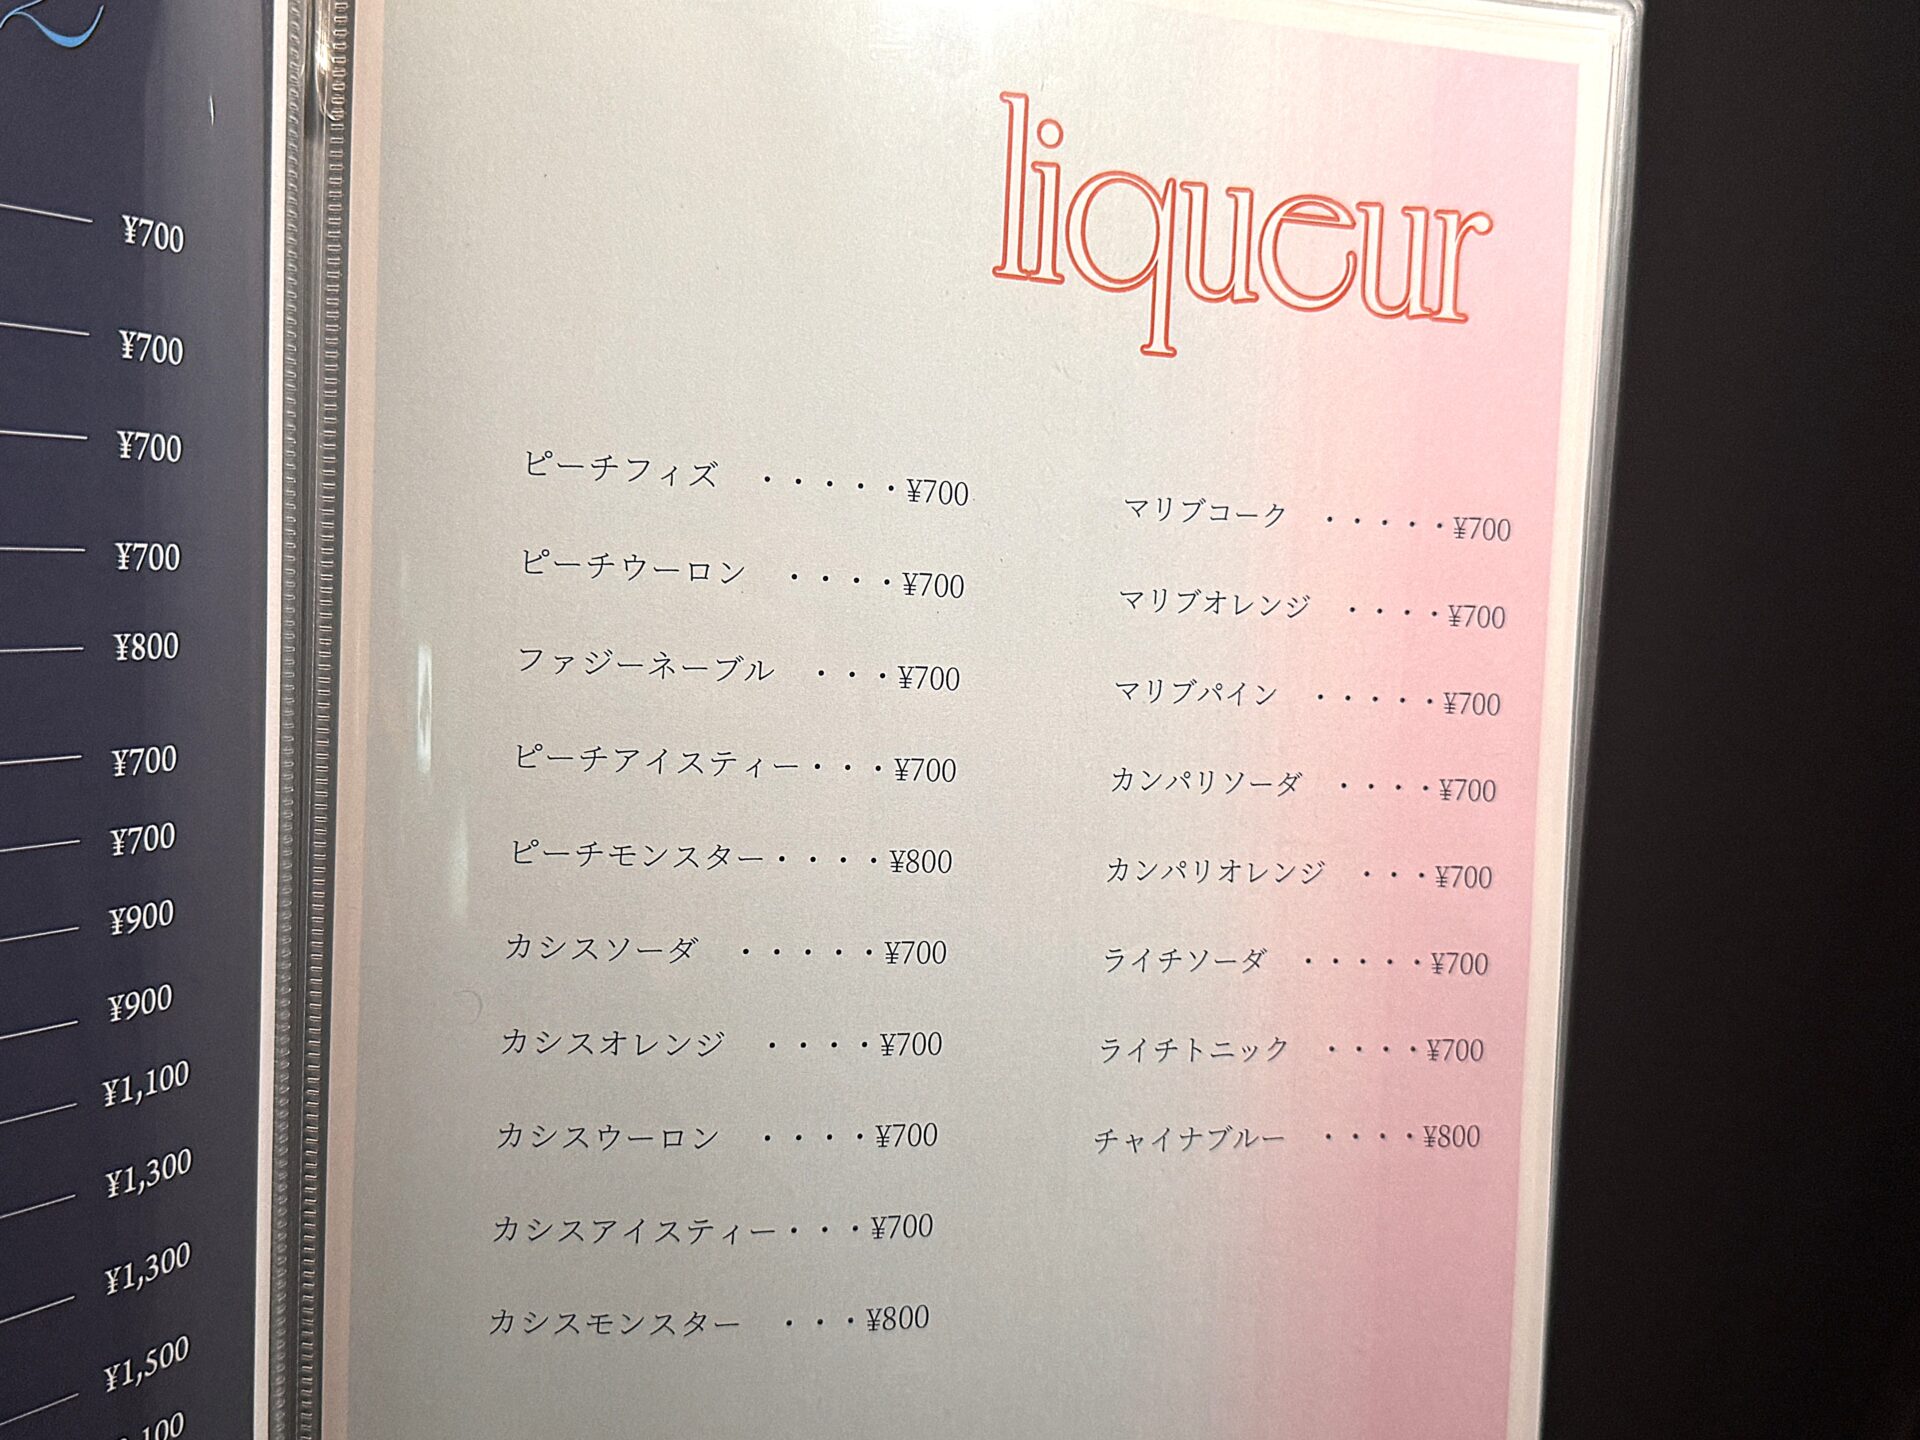 ¥700
¥700
¥700
¥700
¥800
¥700
¥700
¥900
¥900
¥1,100
¥1,300
¥1,300
¥1,500
liqueur
ピーチフィズ ・・・・・¥700
ピーチウーロン ・・・・¥700
ファジーネーブル ・・・¥700
ピーチアイスティー・・・¥700
ピーチモンスター・・・・¥800
カシスソーダ ・・・・・¥700
カシスオレンジ ・・・・¥700
カシスウーロン ・・・・¥700
カシスアイスティー・・・¥700
カシスモンスター ・・・¥800
マリブコーク ・・・・・¥700
マリブオレンジ ・・・・¥700
マリブパイン ・・・・・¥700
カンパリソーダ ・・・・¥700
カンパリオレンジ ・・・¥700
ライチソーダ ・・・・・¥700
ライチトニック ・・・・¥700
チャイナブルー ・・・・¥800